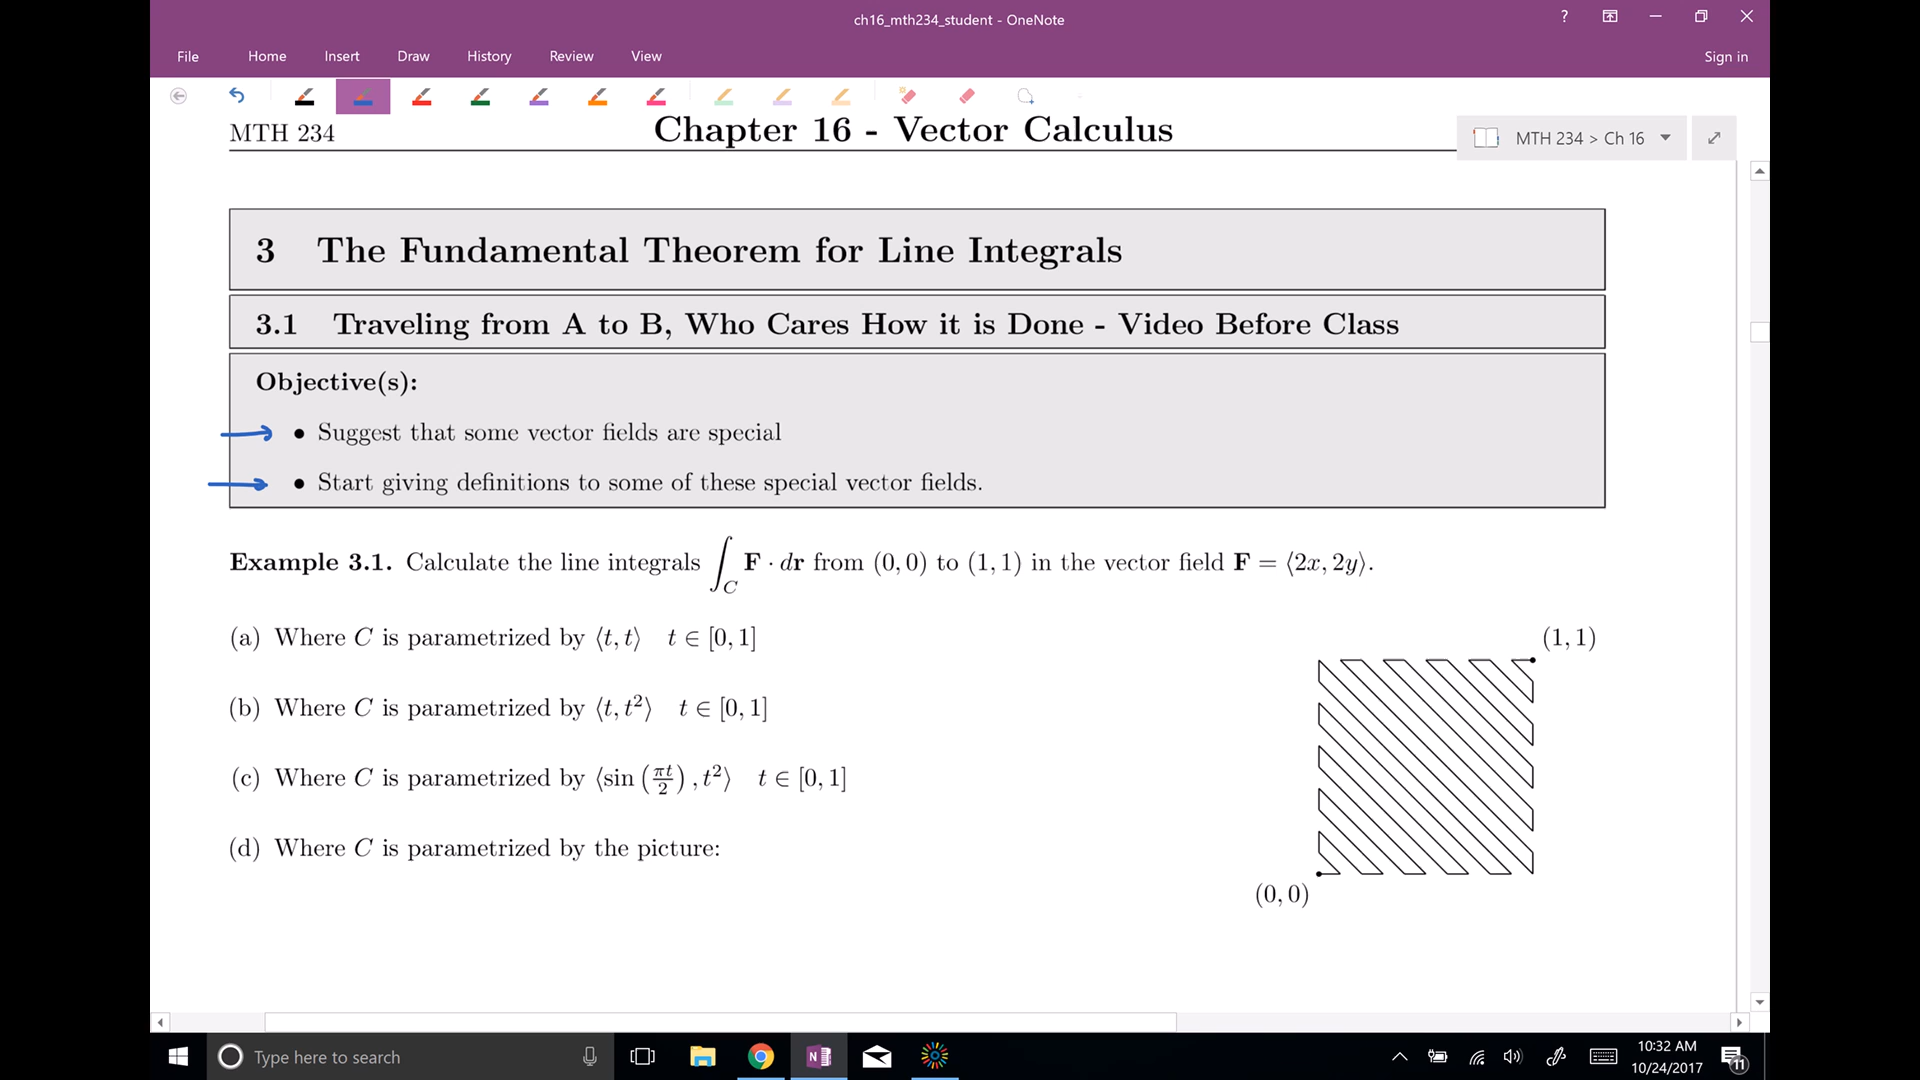 ch16_mth234_student - OneNote
?
File Home Insert Draw History Review View Sign in
MTH 234 Chapter 16 - Vector Calculus
MTH 234 > Ch 16
3 The Fundamental Theorem for Line Integrals
3.1 Traveling from A to B, Who Cares How it is Done - Video Before Class
Objective(s):
• Suggest that some vector fields are special
• Start giving definitions to some of these special vector fields.
Example 3.1. Calculate the line integrals ∫_C F · dr from (0, 0) to (1, 1) in the vector field F = ⟨2x, 2y⟩.
(a) Where C is parametrized by ⟨t, t⟩ t ∈ [0, 1]
(1, 1)
(b) Where C is parametrized by ⟨t, t²⟩ t ∈ [0, 1]
(c) Where C is parametrized by ⟨sin (πt/2), t²⟩ t ∈ [0, 1]
(d) Where C is parametrized by the picture:
(0, 0)
Type here to search
N
10:32 AM
10/24/2017
11